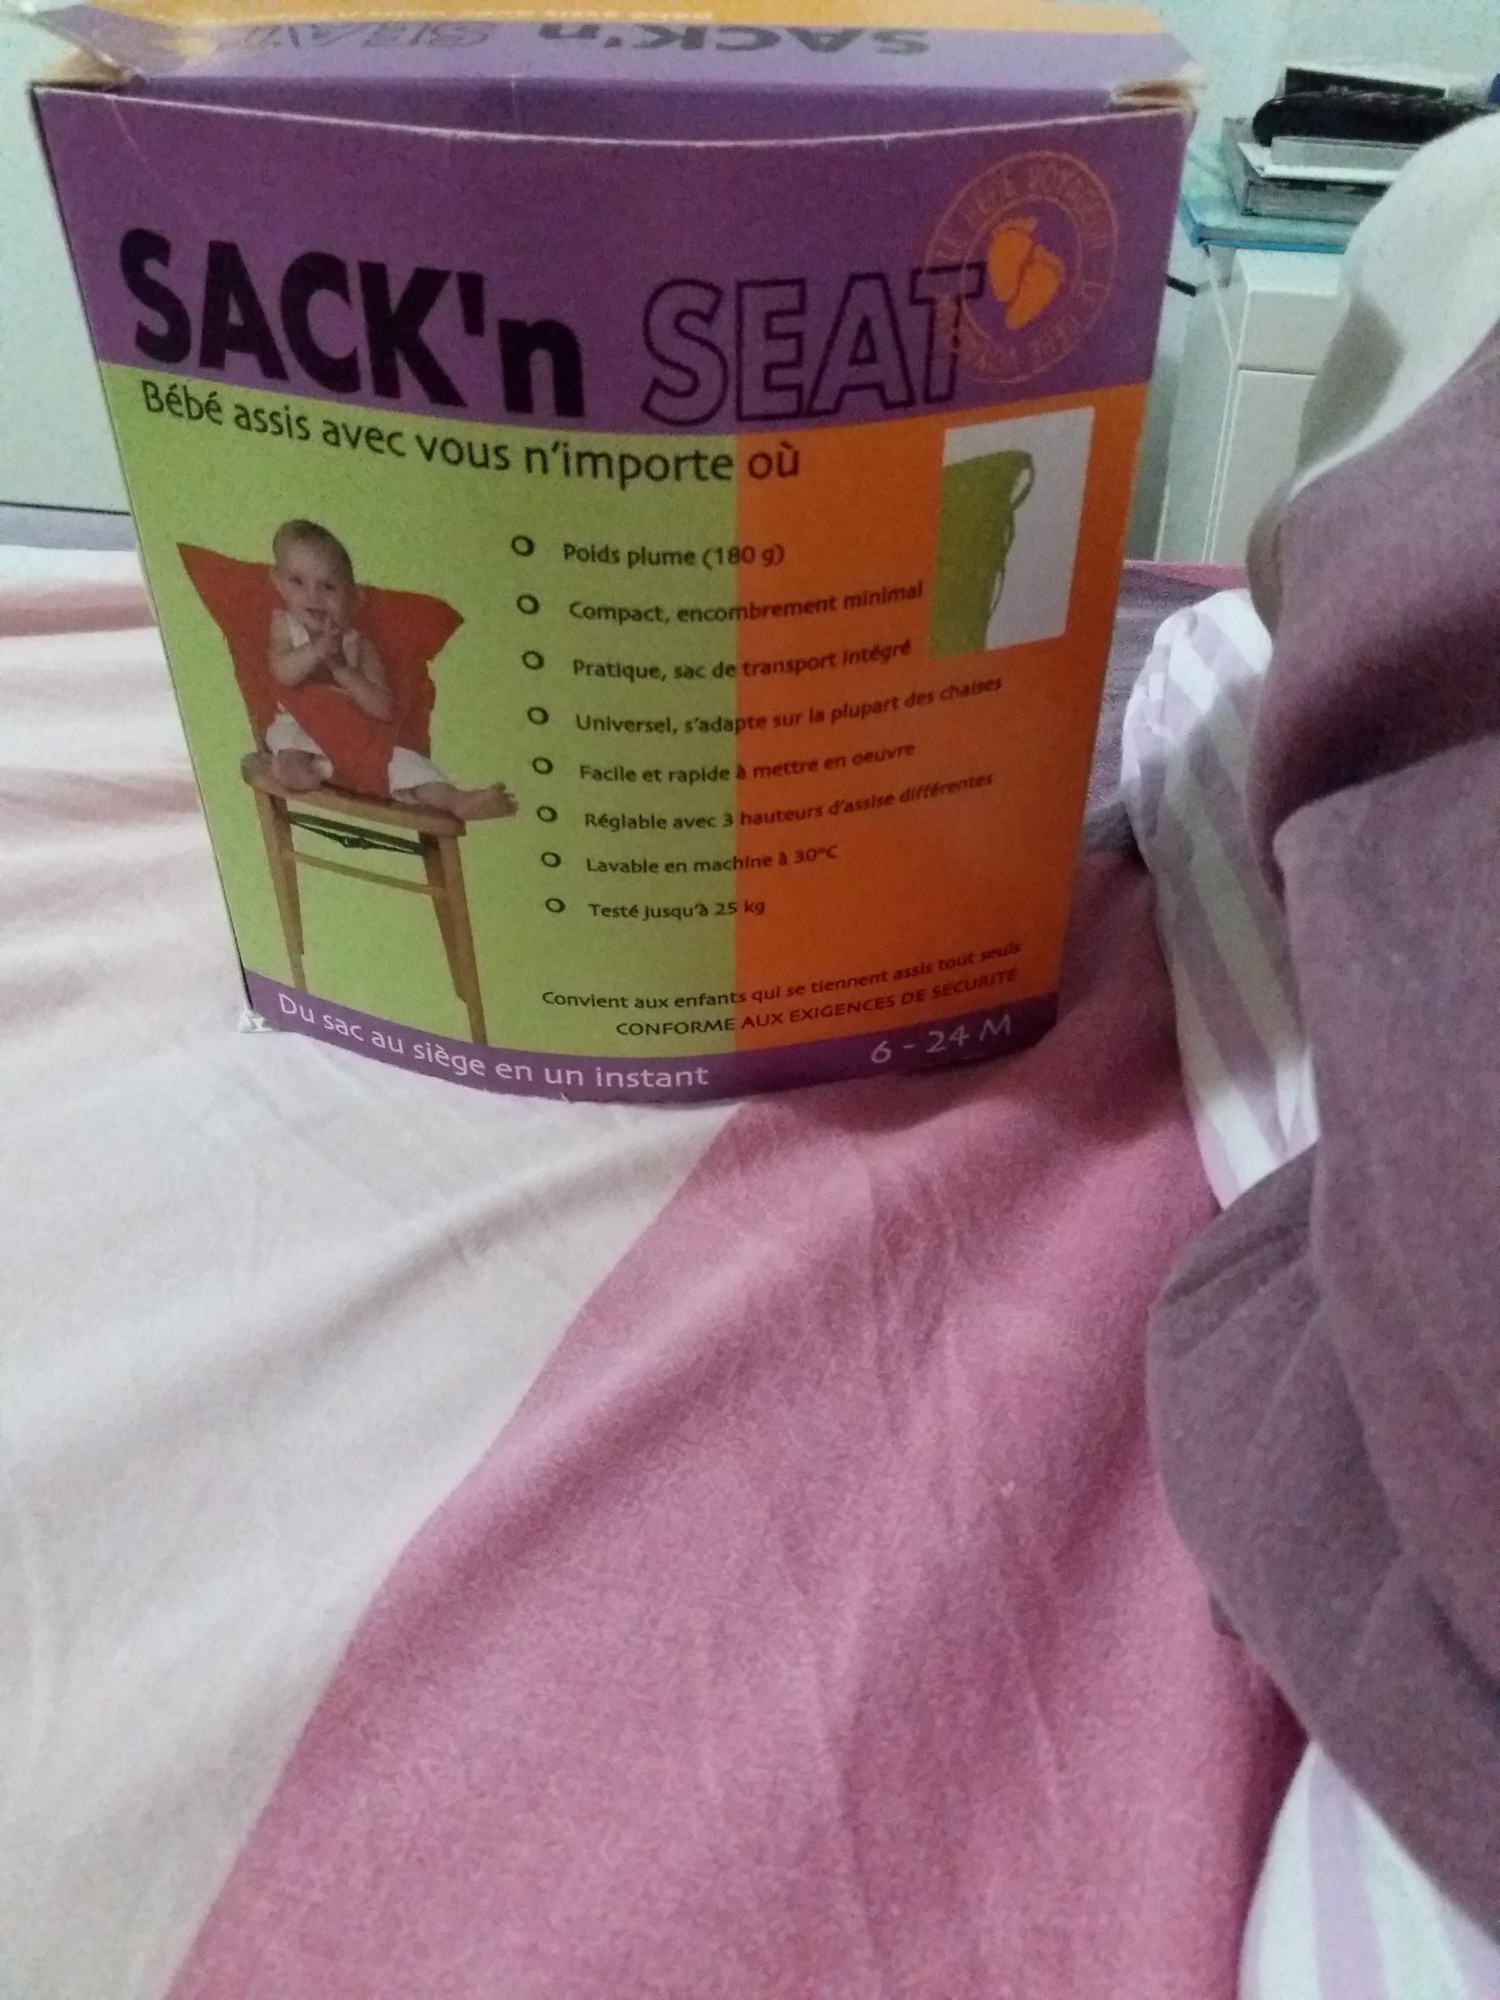 SACK'n SEAT
SACK'n SEAT
Bébé assis avec vous n'importe où
Poids plume (180 g)
Compact, encombrement minimal
Pratique, sac de transport intégré
Universel, s'adapte sur la plupart des chaises
Facile et rapide à mettre en oeuvre
Réglable avec 3 hauteurs d'assise différentes
Lavable en machine à 30°C
Testé jusqu'à 25 kg
Convient aux enfants qui se tiennent assis tout seuls
CONFORME AUX EXIGENCES DE SECURITE
Du sac au siège en un instant
6 - 24 M